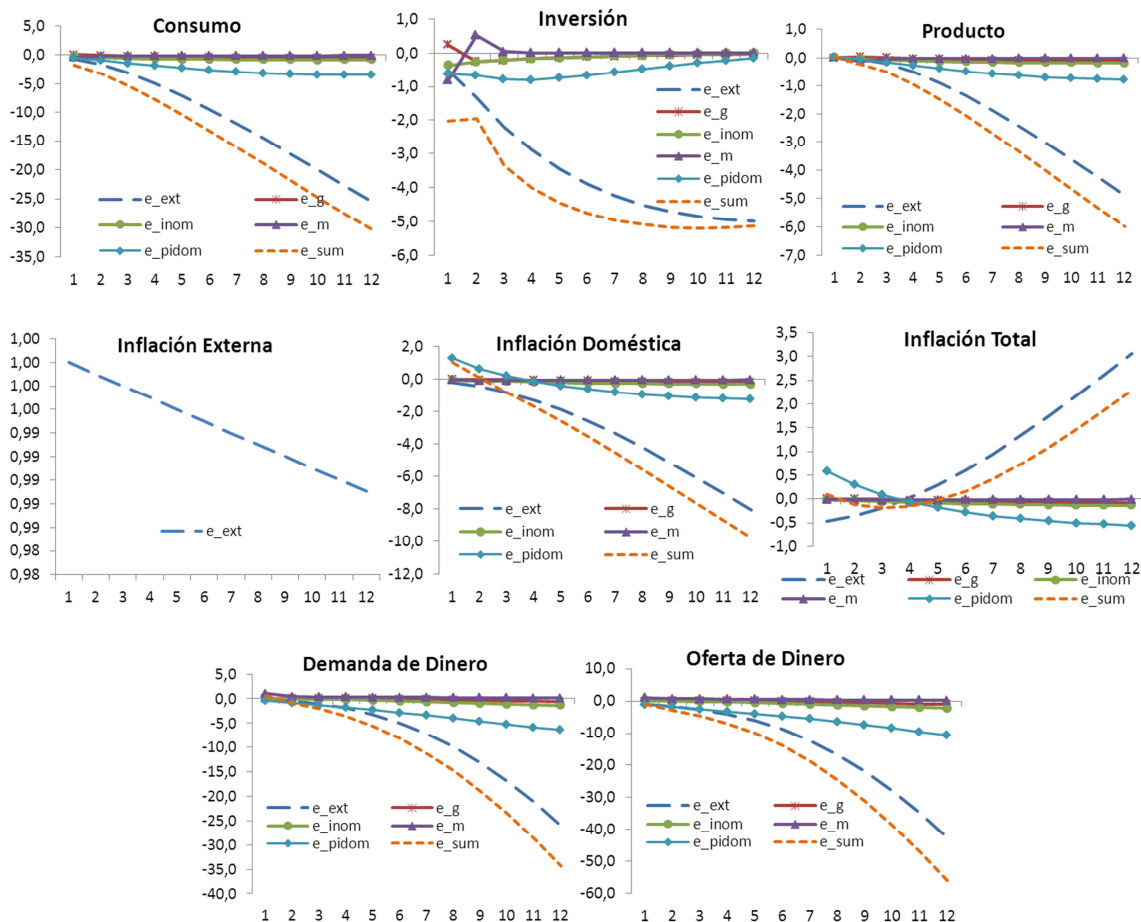 Consumo
5,0
0,0
-5,0
-10,0
-15,0
-20,0
-25,0
-30,0
-35,0
e_ext e_g
e_inom e_m
e_pidom e_sum
1 2 3 4 5 6 7 8 9 10 11 12
Inversión
1,0
0,0
-1,0
-2,0
-3,0
-4,0
-5,0
-6,0
e_ext
e_g
e_inom
e_m
e_pidom
e_sum
1 2 3 4 5 6 7 8 9 10 11 12
Producto
1,0
0,0
-1,0
-2,0
-3,0
-4,0
-5,0
-6,0
-7,0
e_ext e_g
e_inom e_m
e_pidom e_sum
1 2 3 4 5 6 7 8 9 10 11 12
Inflación Externa
1,00
1,00
1,00
1,00
0,99
0,99
0,99
0,99
0,99
0,98
0,98
e_ext
1 2 3 4 5 6 7 8 9 10 11 12
Inflación Doméstica
2,0
0,0
-2,0
-4,0
-6,0
-8,0
-10,0
-12,0
e_ext e_g
e_inom e_m
e_pidom e_sum
1 2 3 4 5 6 7 8 9 10 11 12
Inflación Total
3,5
3,0
2,5
2,0
1,5
1,0
0,5
0,0
-0,5
-1,0
1 2 3 4 5 6 7 8 9 10 11 12
e_ext e_g e_inom
e_m e_pidom e_sum
Demanda de Dinero
5,0
0,0
-5,0
-10,0
-15,0
-20,0
-25,0
-30,0
-35,0
-40,0
e_ext e_g
e_inom e_m
e_pidom e_sum
1 2 3 4 5 6 7 8 9 10 11 12
Oferta de Dinero
10,0
0,0
-10,0
-20,0
-30,0
-40,0
-50,0
-60,0
e_ext e_g
e_inom e_m
e_pidom e_sum
1 2 3 4 5 6 7 8 9 10 11 12